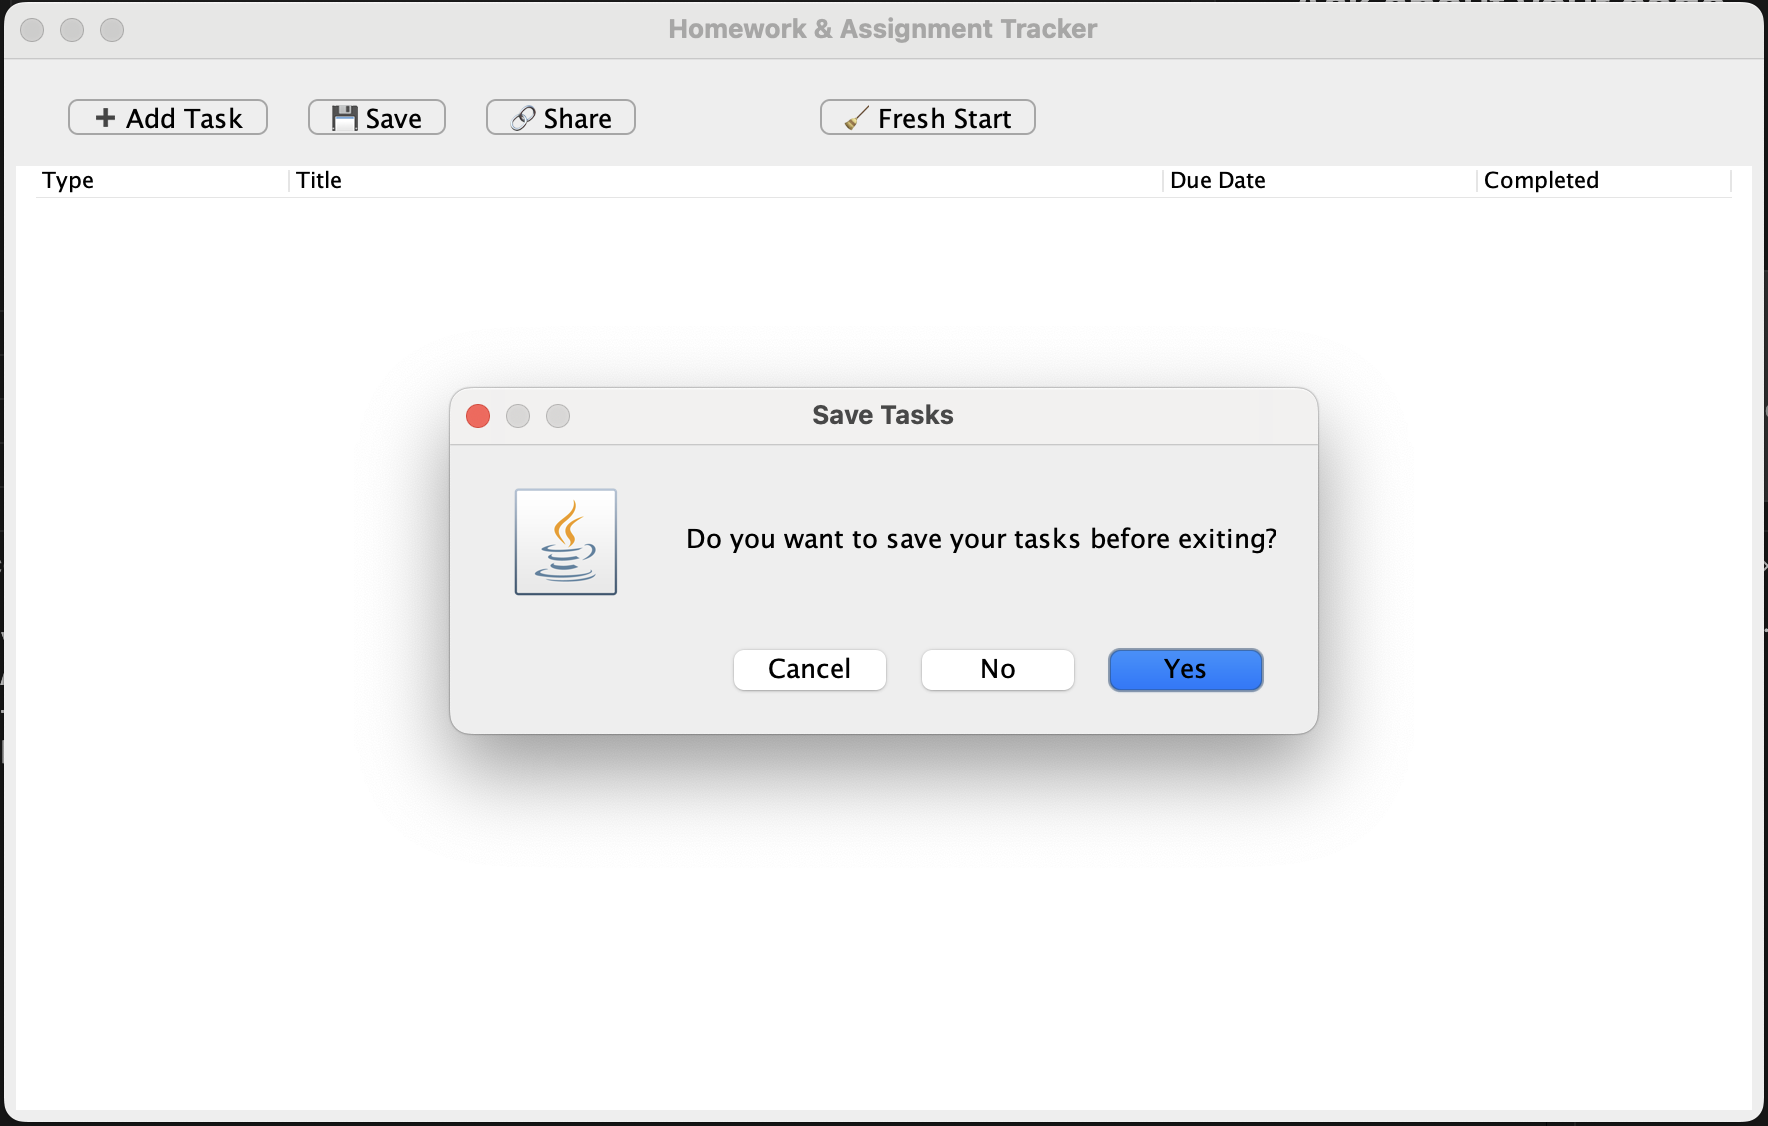 Homework & Assignment Tracker
Add Task
Save
Share
Fresh Start
Type
Title
Due Date
Completed
Save Tasks
Do you want to save your tasks before exiting?
Cancel
No
Yes